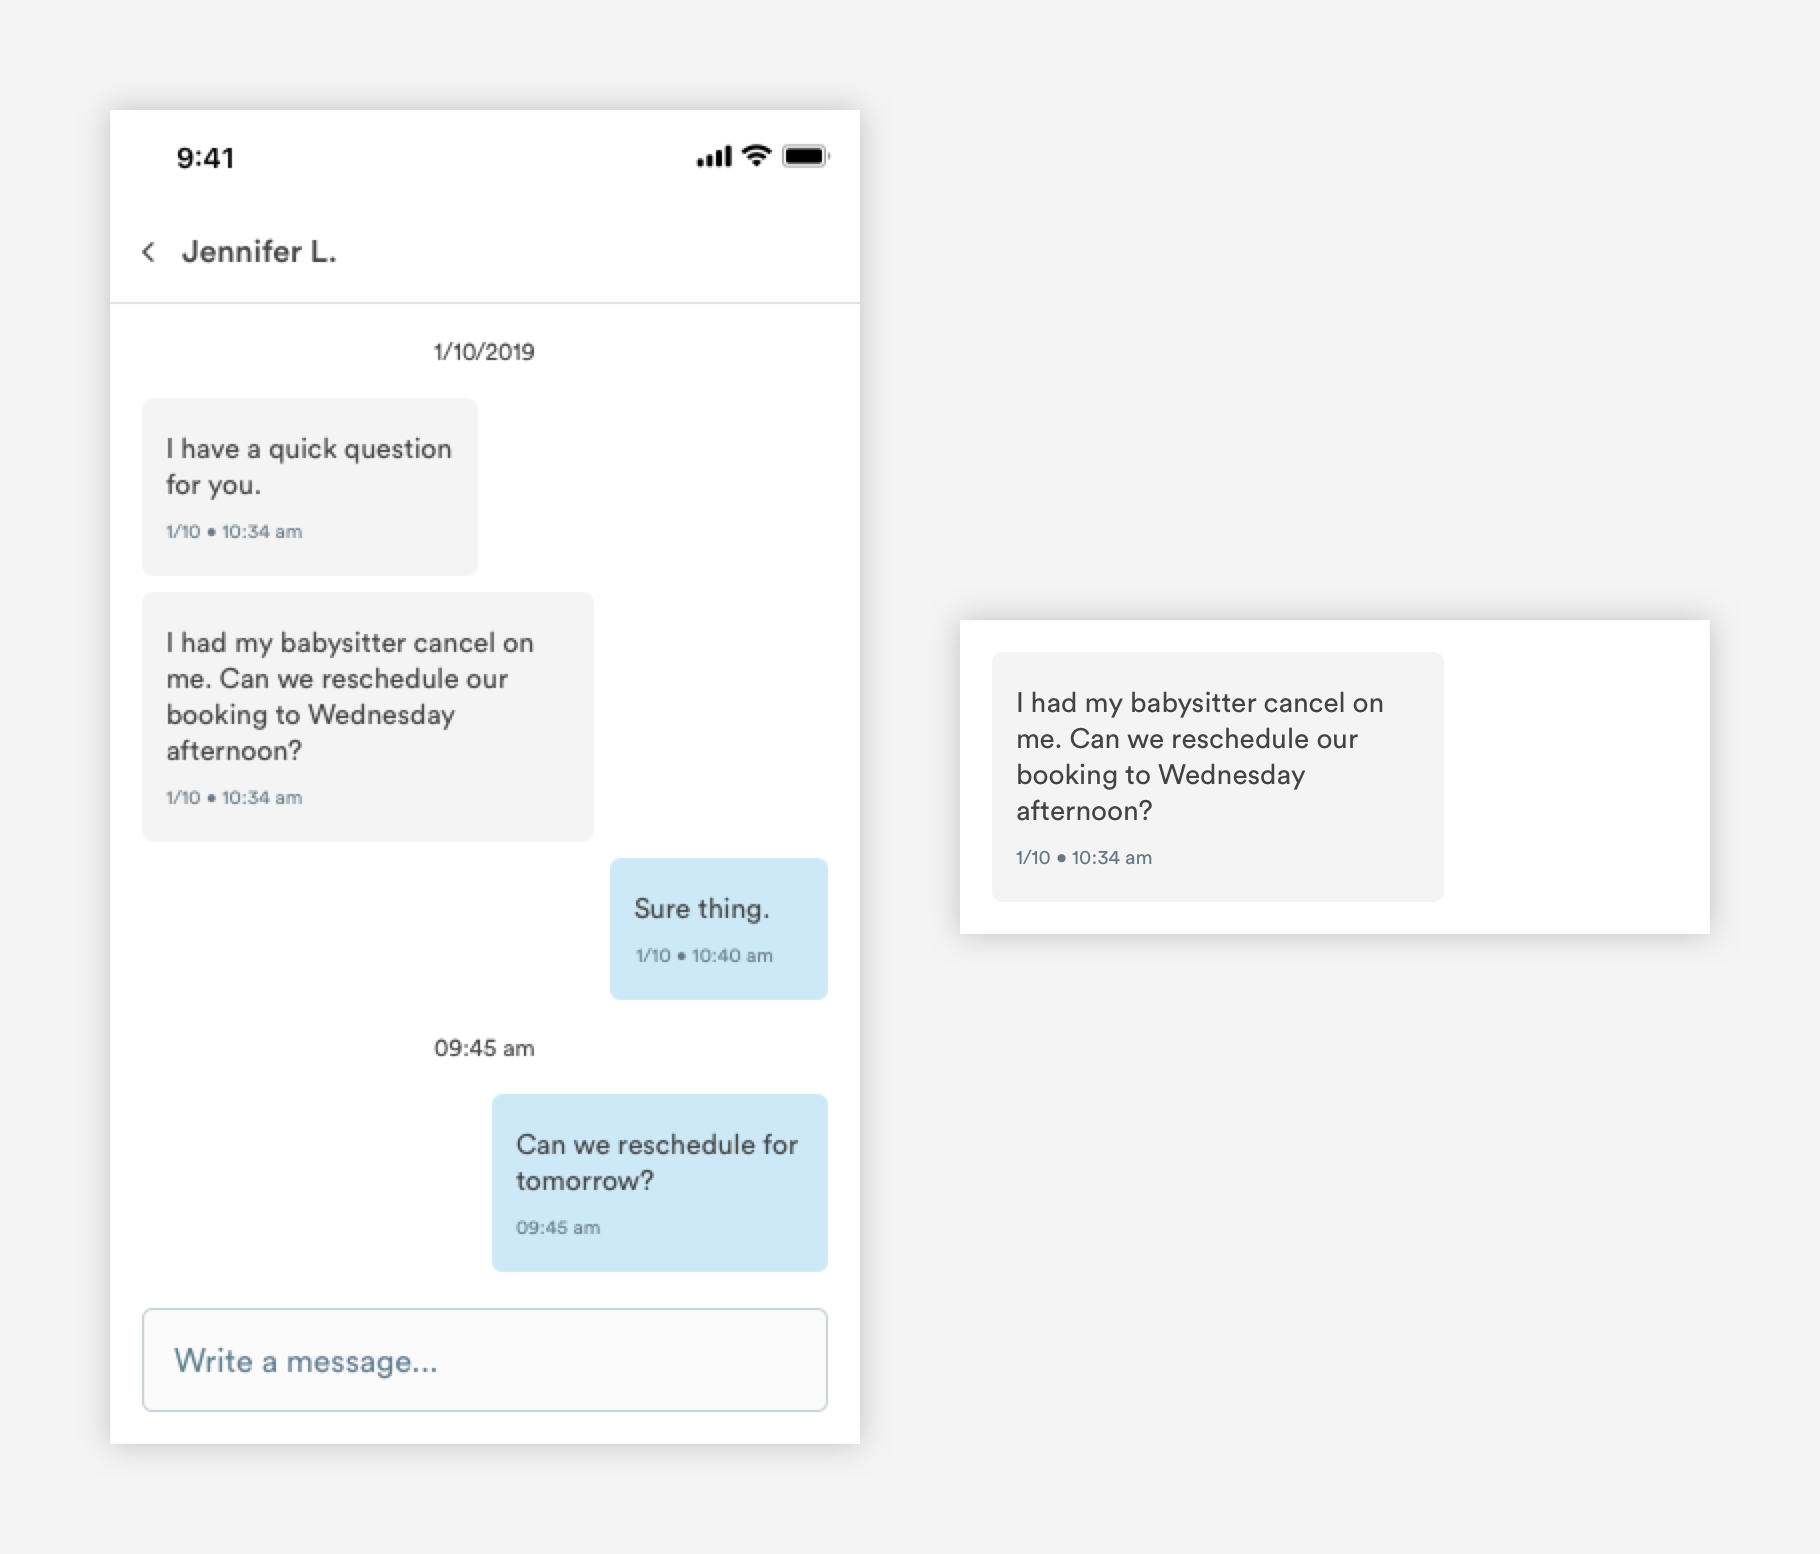 9:41
Jennifer L.
1/10/2019
I have a quick question
for you.
1/10 • 10:34 am
I had my babysitter cancel on
me. Can we reschedule our
booking to Wednesday
afternoon?
1/10 • 10:34 am
Sure thing.
1/10 • 10:40 am
09:45 am
Can we reschedule for
tomorrow?
09:45 am
Write a message...
I had my babysitter cancel on
me. Can we reschedule our
booking to Wednesday
afternoon?
1/10 • 10:34 am